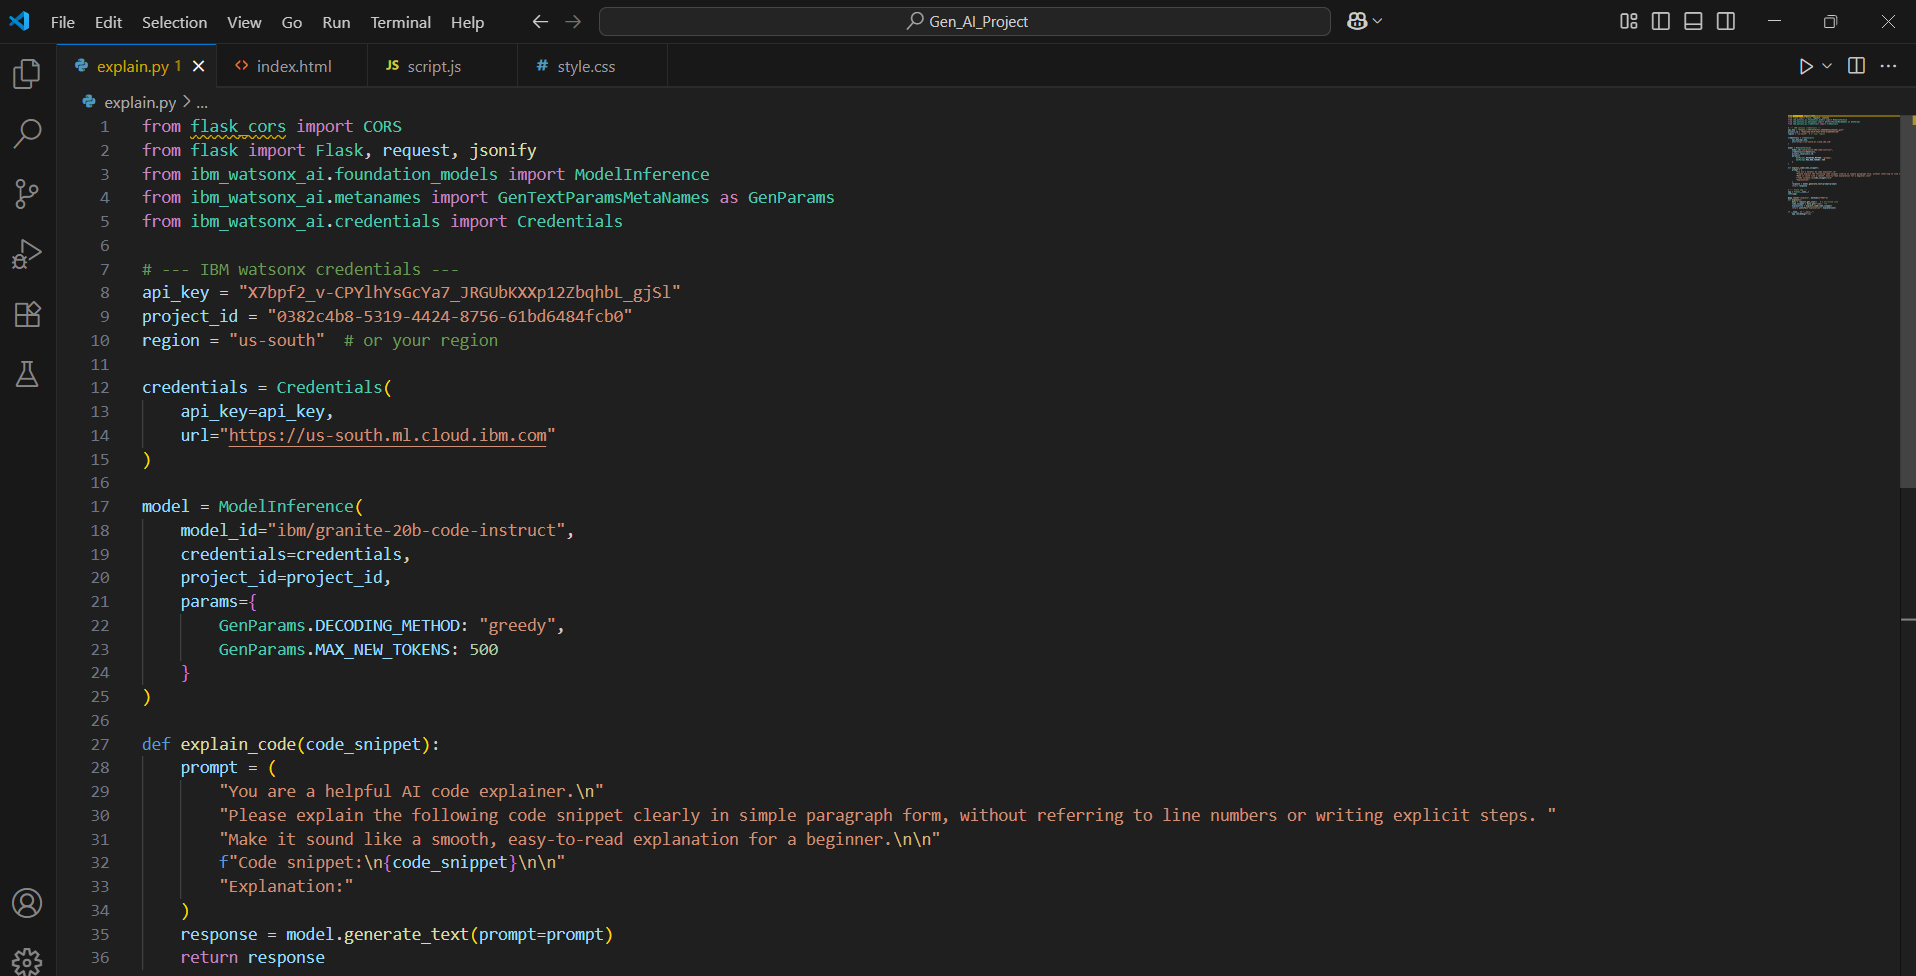 File Edit Selection View Go Run Terminal Help
Gen_AI_Project
explain.py 1
index.html
JS script.js
# style.css
explain.py > ...
1 from flask_cors import CORS
2 from flask import Flask, request, jsonify
3 from ibm_watsonx_ai.foundation_models import ModelInference
4 from ibm_watsonx_ai.metanames import GenTextParamsMetaNames as GenParams
5 from ibm_watsonx_ai.credentials import Credentials
6
7 # --- IBM watsonx credentials ---
8 api_key = "X7bpf2_v-CPYlhYsGcYa7_JRGUbKXXp12ZbqhbL_gjSl"
9 project_id = "0382c4b8-5319-4424-8756-61bd6484fcb0"
10 region = "us-south"  # or your region
11
12 credentials = Credentials(
13     api_key=api_key,
14     url="https://us-south.ml.cloud.ibm.com"
15 )
16
17 model = ModelInference(
18     model_id="ibm/granite-20b-code-instruct",
19     credentials=credentials,
20     project_id=project_id,
21     params={
22         GenParams.DECODING_METHOD: "greedy",
23         GenParams.MAX_NEW_TOKENS: 500
24     }
25 )
26
27 def explain_code(code_snippet):
28     prompt = (
29         "You are a helpful AI code explainer.\n"
30         "Please explain the following code snippet clearly in simple paragraph form, without referring to line numbers or writing explicit steps. "
31         "Make it sound like a smooth, easy-to-read explanation for a beginner.\n\n"
32         f"Code snippet:\n{code_snippet}\n\n"
33         "Explanation:"
34     )
35     response = model.generate_text(prompt=prompt)
36     return response